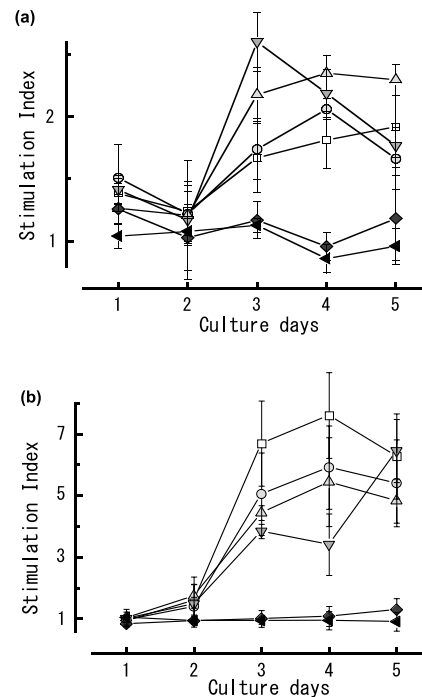 (a)
Stimulation Index
2
1
1 2 3 4 5
Culture days
(b)
Stimulation Index
7
5
3
1
1 2 3 4 5
Culture days